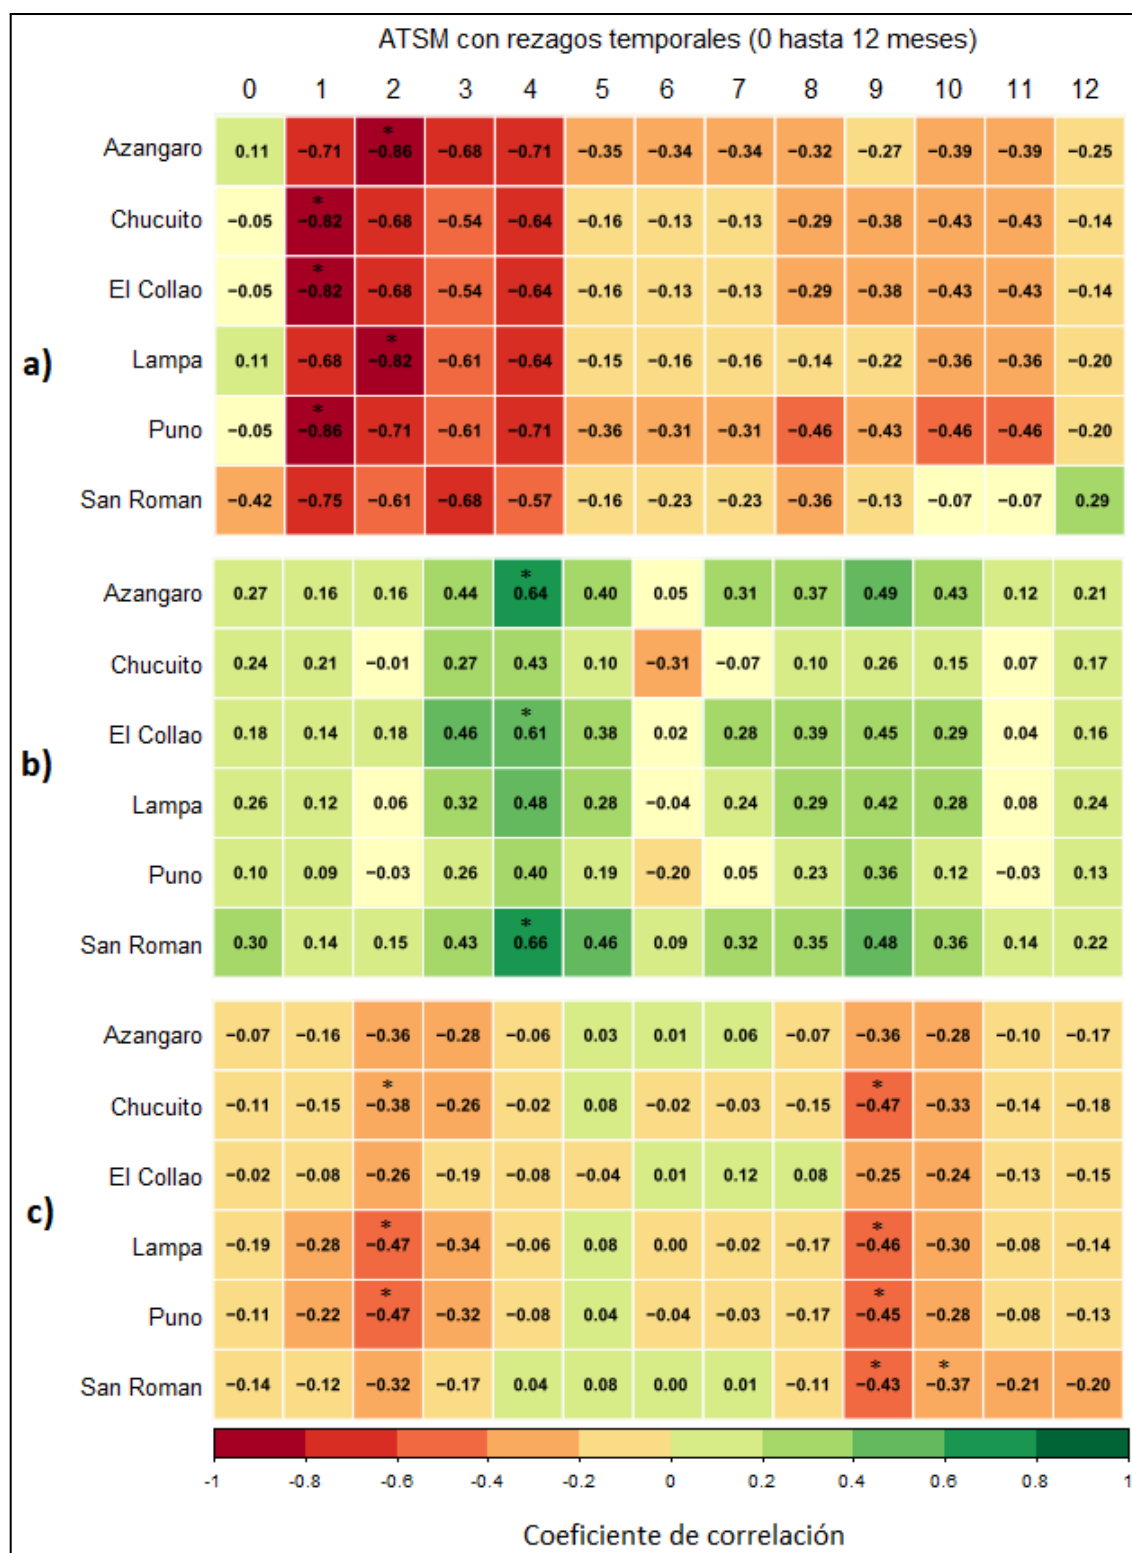 ATSM con rezagos temporales (0 hasta 12 meses)
0 1 2 3 4 5 6 7 8 9 10 11 12
a)
Azangaro 0.11 −0.71 * −0.86 −0.68 −0.71 −0.35 −0.34 −0.34 −0.32 −0.27 −0.39 −0.39 −0.25
Chucuito −0.05 * −0.82 −0.68 −0.54 −0.64 −0.16 −0.13 −0.13 −0.29 −0.38 −0.43 −0.43 −0.14
El Collao −0.05 * −0.82 −0.68 −0.54 −0.64 −0.16 −0.13 −0.13 −0.29 −0.38 −0.43 −0.43 −0.14
Lampa 0.11 −0.68 * −0.82 −0.61 −0.64 −0.15 −0.16 −0.16 −0.14 −0.22 −0.36 −0.36 −0.20
Puno −0.05 * −0.86 −0.71 −0.61 −0.71 −0.36 −0.31 −0.31 −0.46 −0.43 −0.46 −0.46 −0.20
San Roman −0.42 −0.75 −0.61 −0.68 −0.57 −0.16 −0.23 −0.23 −0.36 −0.13 −0.07 −0.07 0.29
b)
Azangaro 0.27 0.16 0.16 0.44 * 0.64 0.40 0.05 0.31 0.37 0.49 0.43 0.12 0.21
Chucuito 0.24 0.21 −0.01 0.27 0.43 0.10 −0.31 −0.07 0.10 0.26 0.15 0.07 0.17
El Collao 0.18 0.14 0.18 0.46 * 0.61 0.38 0.02 0.28 0.39 0.45 0.29 0.04 0.16
Lampa 0.26 0.12 0.06 0.32 0.48 0.28 −0.04 0.24 0.29 0.42 0.28 0.08 0.24
Puno 0.10 0.09 −0.03 0.26 0.40 0.19 −0.20 0.05 0.23 0.36 0.12 −0.03 0.13
San Roman 0.30 0.14 0.15 0.43 * 0.66 0.46 0.09 0.32 0.35 0.48 0.36 0.14 0.22
c)
Azangaro −0.07 −0.16 −0.36 −0.28 −0.06 0.03 0.01 0.06 −0.07 −0.36 −0.28 −0.10 −0.17
Chucuito −0.11 −0.15 * −0.38 −0.26 −0.02 0.08 −0.02 −0.03 −0.15 * −0.47 −0.33 −0.14 −0.18
El Collao −0.02 −0.08 −0.26 −0.19 −0.08 −0.04 0.01 0.12 0.08 −0.25 −0.24 −0.13 −0.15
Lampa −0.19 −0.28 * −0.47 −0.34 −0.06 0.08 0.00 −0.02 −0.17 * −0.46 −0.30 −0.08 −0.14
Puno −0.11 −0.22 * −0.47 −0.32 −0.08 0.04 −0.04 −0.03 −0.17 * −0.45 −0.28 −0.08 −0.13
San Roman −0.14 −0.12 −0.32 −0.17 0.04 0.08 0.00 0.01 −0.11 * −0.43 * −0.37 −0.21 −0.20
-1 -0.8 -0.6 -0.4 -0.2 0 0.2 0.4 0.6 0.8 1
Coeficiente de correlación